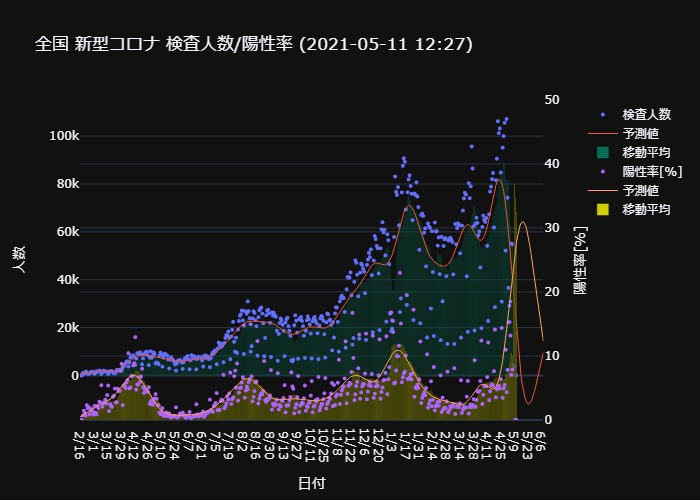 全国 新型コロナ 検査人数/陽性率 (2021-05-11 12:27)
検査人数
予測値
移動平均
陽性率[%]
予測値
移動平均
人数
100k
80k
60k
40k
20k
0
陽性率[%]
50
40
30
20
10
0
2/16 3/1 3/15 3/29 4/12 4/26 5/10 5/24 6/7 6/21 7/5 7/19 8/2 8/16 8/30 9/13 9/27 10/11 10/25 11/8 11/22 12/6 12/20 1/3 1/17 1/31 2/14 2/28 3/14 3/28 4/11 4/25 5/9 5/23 6/6
日付